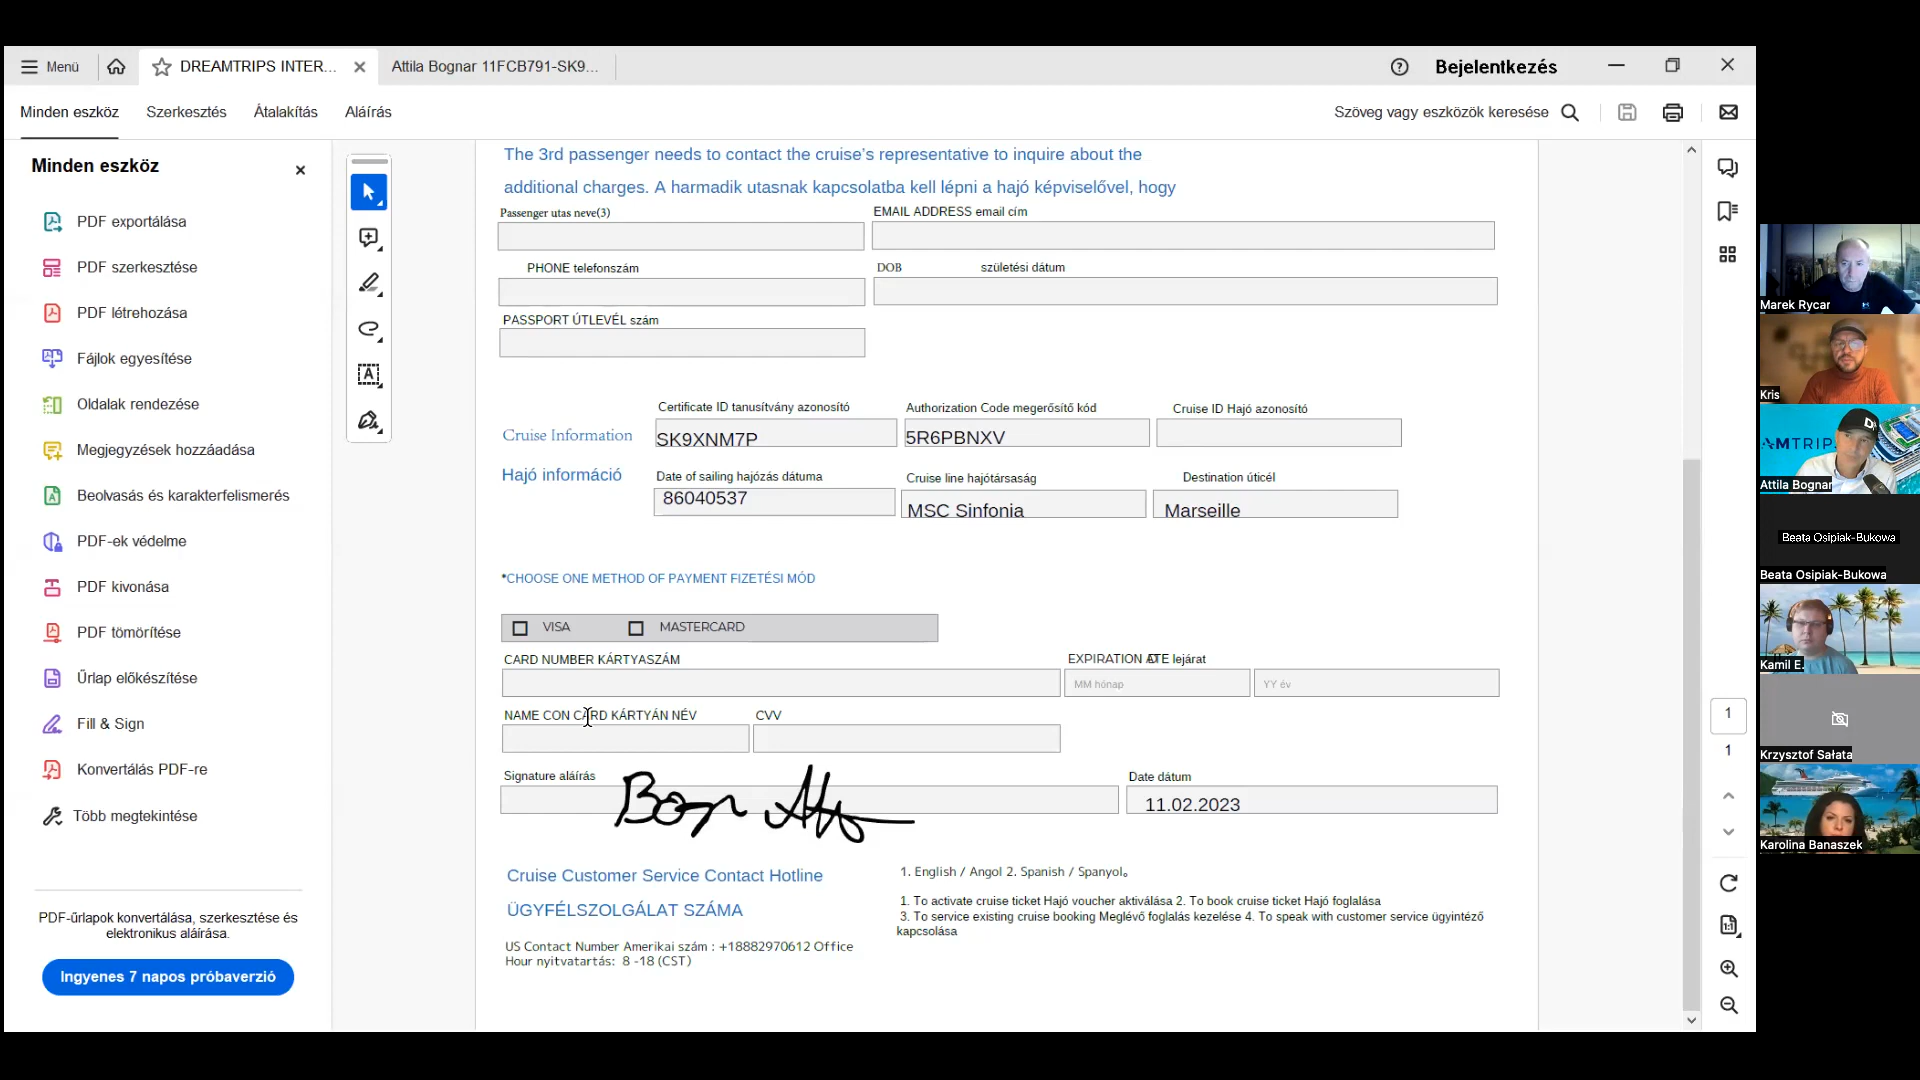 Menü
DREAMTRIPS INTER...
Attila Bognar 11FCB791-SK9...
Bejelentkezés
Minden eszköz
Szerkesztés
Átalakítás
Aláírás
Szöveg vagy eszközök keresése
Minden eszköz
PDF exportálása
PDF szerkesztése
PDF létrehozása
Fájlok egyesítése
Oldalak rendezése
Megjegyzések hozzáadása
Beolvasás és karakterfelismerés
PDF-ek védelme
PDF kivonása
PDF tömörítése
Űrlap előkészítése
Fill & Sign
Konvertálás PDF-re
Több megtekintése
PDF-űrlapok konvertálása, szerkesztése és
elektronikus aláírása.
Ingyenes 7 napos próbaverzió
The 3rd passenger needs to contact the cruise's representative to inquire about the
additional charges. A harmadik utasnak kapcsolatba kell lépni a hajó képviselővel, hogy
Passenger utas neve(3)
EMAIL ADDRESS email cím
PHONE telefonszám
DOB születési dátum
PASSPORT ÚTLEVÉL szám
Certificate ID tanusítvány azonosító
Authorization Code megerősítő kód
Cruise ID Hajó azonosító
Cruise Information
SK9XNM7P
5R6PBNXV
Hajó információ
Date of sailing hajózás dátuma
Cruise line hajótársaság
Destination úticél
86040537
MSC Sinfonia
Marseille
*CHOOSE ONE METHOD OF PAYMENT FIZETÉSI MÓD
VISA
MASTERCARD
CARD NUMBER KÁRTYASZÁM
EXPIRATION lejárat
MM hónap
YY év
NAME CON CARD KÁRTYÁN NÉV
CVV
Signature aláírás
Date dátum
11.02.2023
Cruise Customer Service Contact Hotline
ÜGYFÉLSZOLGÁLAT SZÁMA
US Contact Number Amerikai szám : +18882970612 Office
Hour nyitvatartás: 8 -18 (CST)
1. English / Angol 2. Spanish / Spanyol。
1. To activate cruise ticket Hajó voucher aktiválása 2. To book cruise ticket Hajó foglalása
3. To service existing cruise booking Meglévő foglalás kezelése 4. To speak with customer service ügyintéző
kapcsolása
1
1
Marek Rycar
Kris
AMTRIP
Attila Bognar
Beata Osipiak-Bukowa
Beata Osipiak-Bukowa
Kamil E.
Krzysztof Sałata
Karolina Banaszek